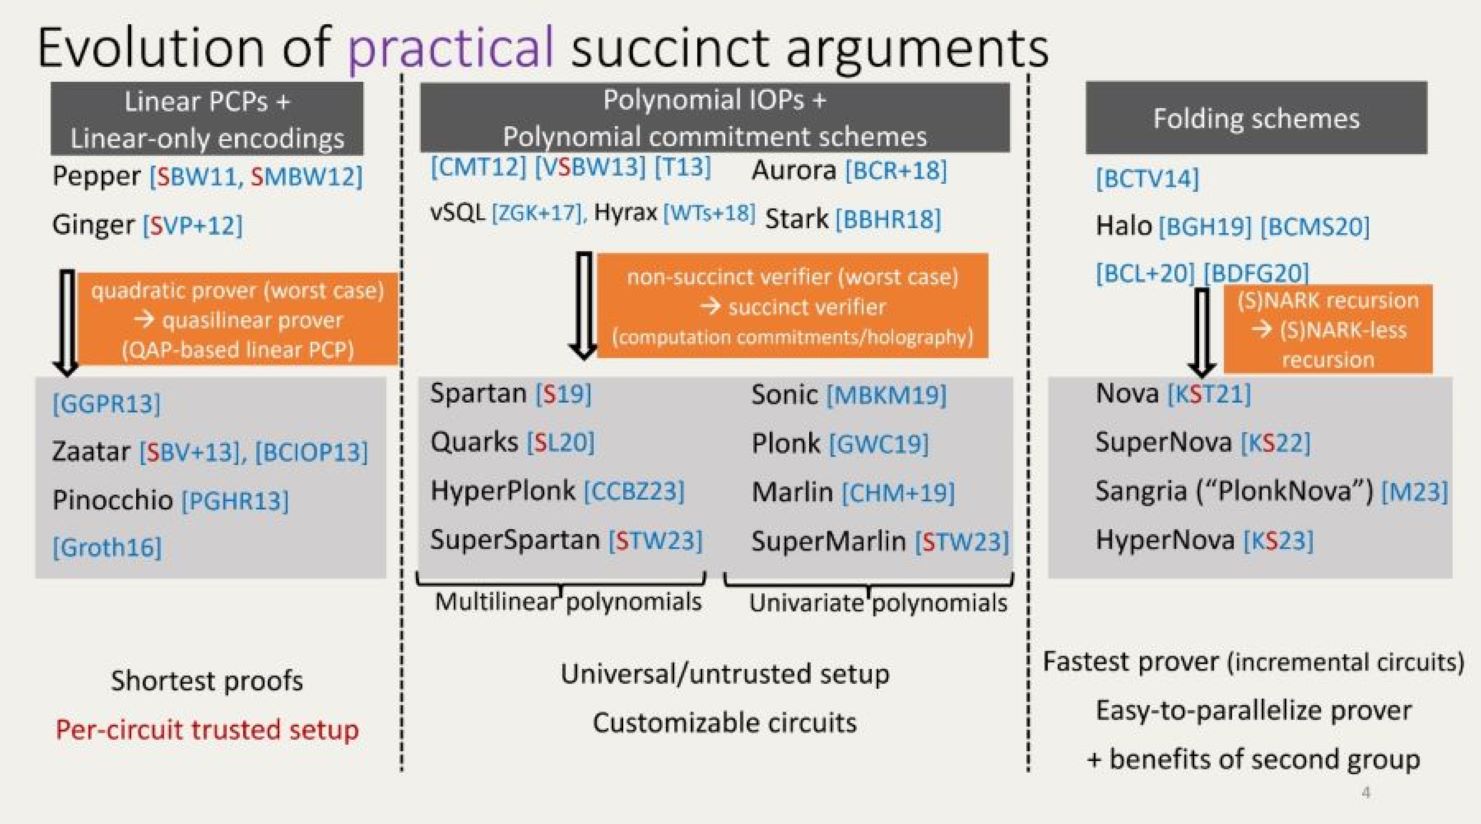 Evolution of practical succinct arguments
Linear PCPs +
Linear-only encodings
Pepper [SBW11, SMBW12]
Ginger [SVP+12]
quadratic prover (worst case)
→ quasilinear prover
(QAP-based linear PCP)
[GGPR13]
Zaatar [SBV+13], [BCIOP13]
Pinocchio [PGHR13]
[Groth16]
Shortest proofs
Per-circuit trusted setup
Polynomial IOPs +
Polynomial commitment schemes
[CMT12] [VSBW13] [T13]
Aurora [BCR+18]
vSQL [ZGK+17], Hyrax [WTs+18]
Stark [BBHR18]
non-succinct verifier (worst case)
→ succinct verifier
(computation commitments/holography)
Spartan [S19]
Quarks [SL20]
HyperPlonk [CCBZ23]
SuperSpartan [STW23]
Multilinear polynomials
Sonic [MBKM19]
Plonk [GWC19]
Marlin [CHM+19]
SuperMarlin [STW23]
Univariate polynomials
Universal/untrusted setup
Customizable circuits
Folding schemes
[BCTV14]
Halo [BGH19] [BCMS20]
[BCL+20] [BDFG20]
(S)NARK recursion
→ (S)NARK-less
recursion
Nova [KST21]
SuperNova [KS22]
Sangria (“PlonkNova”) [M23]
HyperNova [KS23]
Fastest prover (incremental circuits)
Easy-to-parallelize prover
+ benefits of second group
4